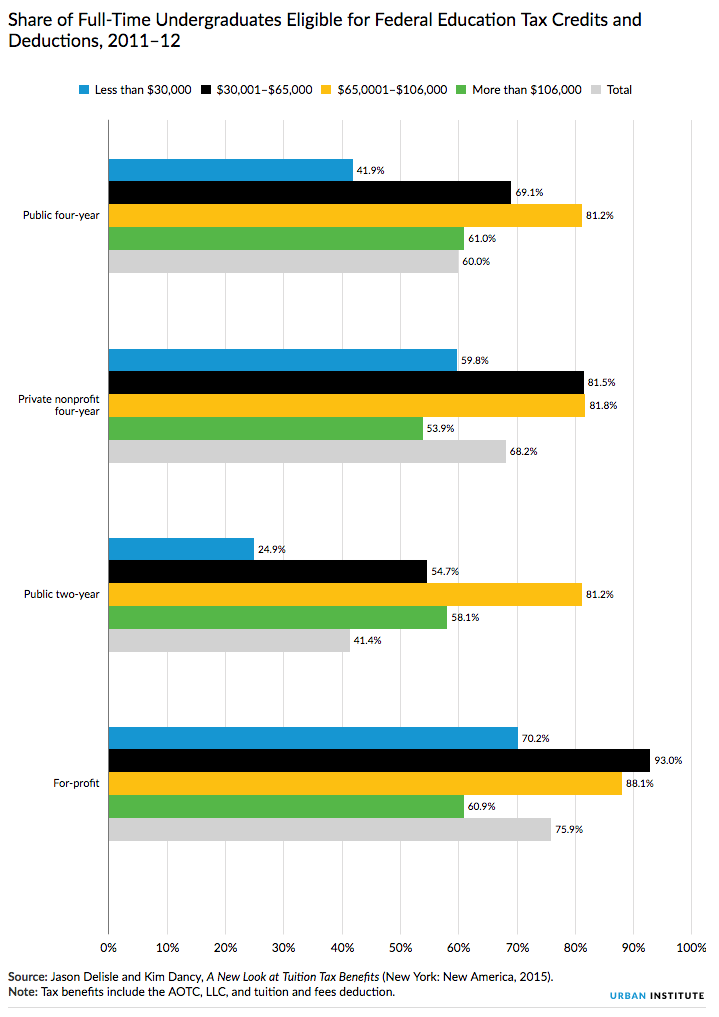 Share of Full-Time Undergraduates Eligible for Federal Education Tax Credits and
Deductions, 2011–12
Less than $30,000 $30,001–$65,000 $65,0001–$106,000 More than $106,000 Total
41.9%
69.1%
Public four-year 81.2%
61.0%
60.0%
59.8%
81.5%
Private nonprofit
four-year
81.8%
53.9%
68.2%
24.9%
54.7%
Public two-year 81.2%
58.1%
41.4%
70.2%
93.0%
For-profit 88.1%
60.9%
75.9%
0% 10% 20% 30% 40% 50% 60% 70% 80% 90% 100%
Source: Jason Delisle and Kim Dancy, A New Look at Tuition Tax Benefits (New York: New America, 2015).
Note: Tax benefits include the AOTC, LLC, and tuition and fees deduction.
URBAN INSTITUTE